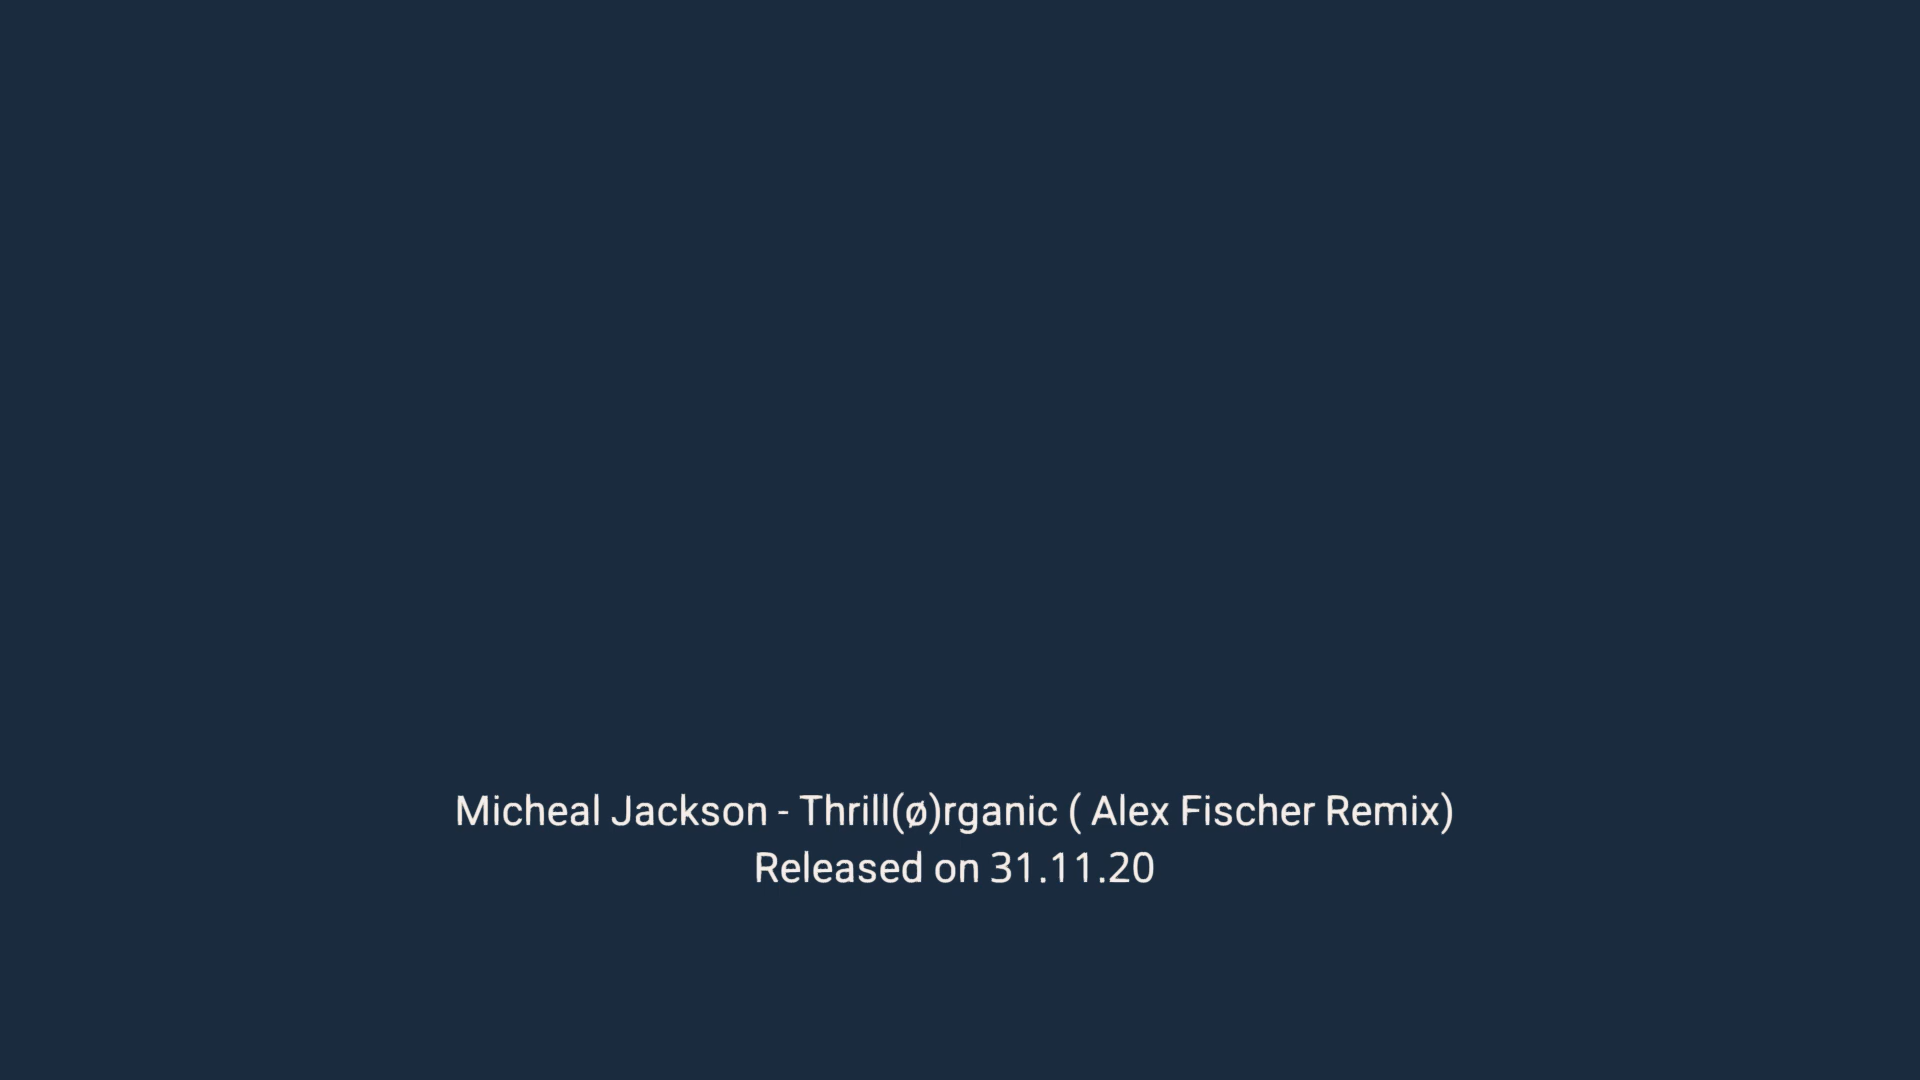 Micheal Jackson - Thrill(ø)rganic ( Alex Fischer Remix)
Released on 31.11.20